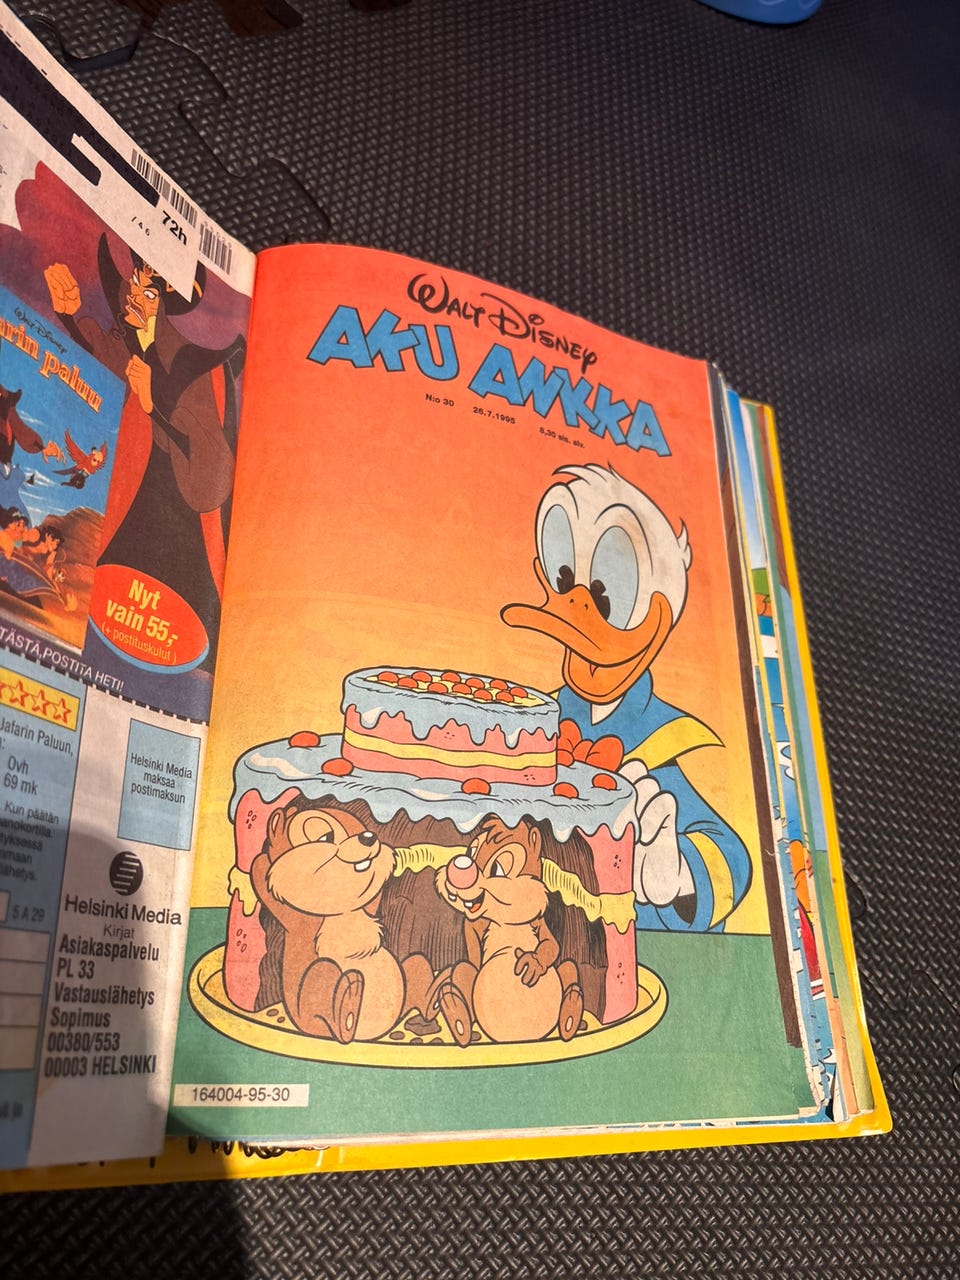 72h
/ 4 6
WALT DISNEY
arin paluu
Nyt
vain 55,-
(+ postituskulut)
TÄSTÄ, POSTITA HETI!
Jafarin Paluun,
Ovh
69 mk
Kun päätän
5 A 29
Helsinki Media
maksaa
postimaksun
Helsinki Media
Kirjat
Asiakaspalvelu
PL 33
Vastauslähetys
Sopimus
00380/553
00003 HELSINKI
WALT DISNEY
AKU ANKKA
N:o 30 26.7.1995 8,30 sis. alv.
164004-95-30